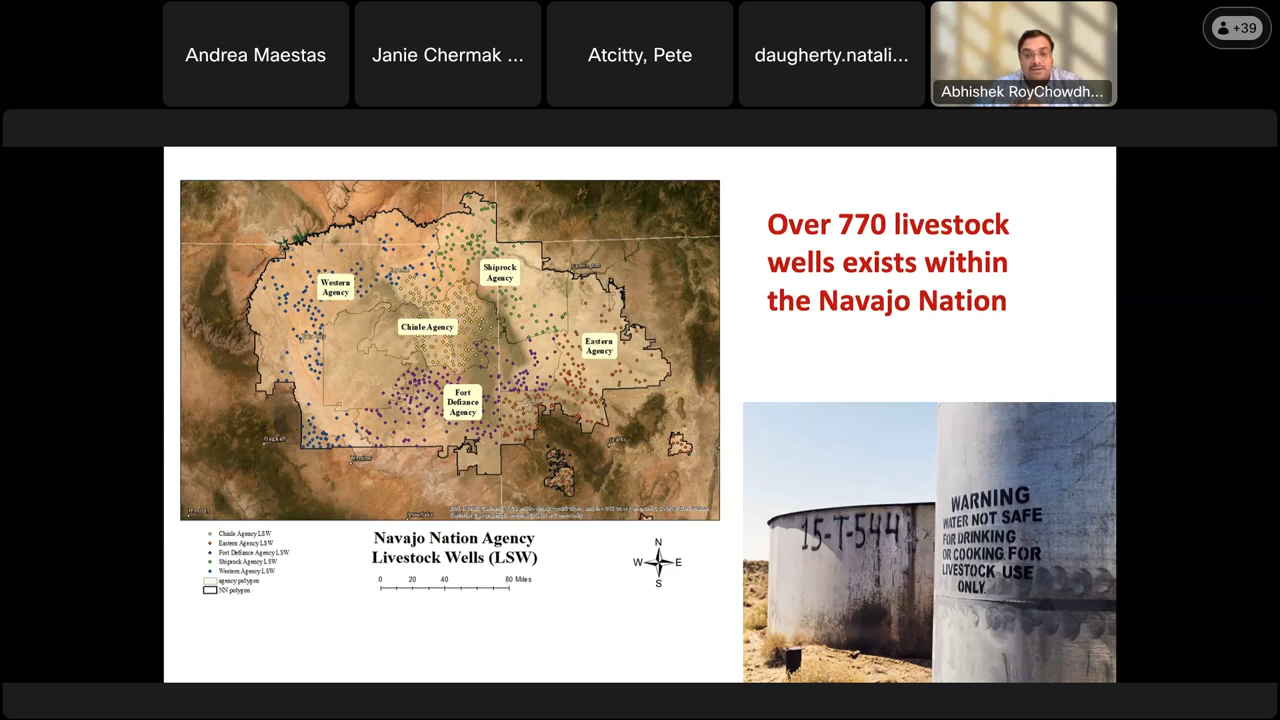 Andrea Maestas
Janie Chermak ...
Atcitty, Pete
daugherty.natali...
Abhishek RoyChowdh...
+39
Over 770 livestock
wells exists within
the Navajo Nation
Western
Agency
Shiprock
Agency
Chinle Agency
Eastern
Agency
Fort
Defiance
Agency
Chinle Agency LSW
Eastern Agency LSW
Fort Defiance Agency LSW
Shiprock Agency LSW
Western Agency LSW
agency polygon
NN polygon
Navajo Nation Agency
Livestock Wells (LSW)
0 20 40 80 Miles
N
W E
S
15-T-544
WARNING
WATER NOT SAFE
FOR DRINKING
OR COOKING FOR
LIVESTOCK USE
ONLY.